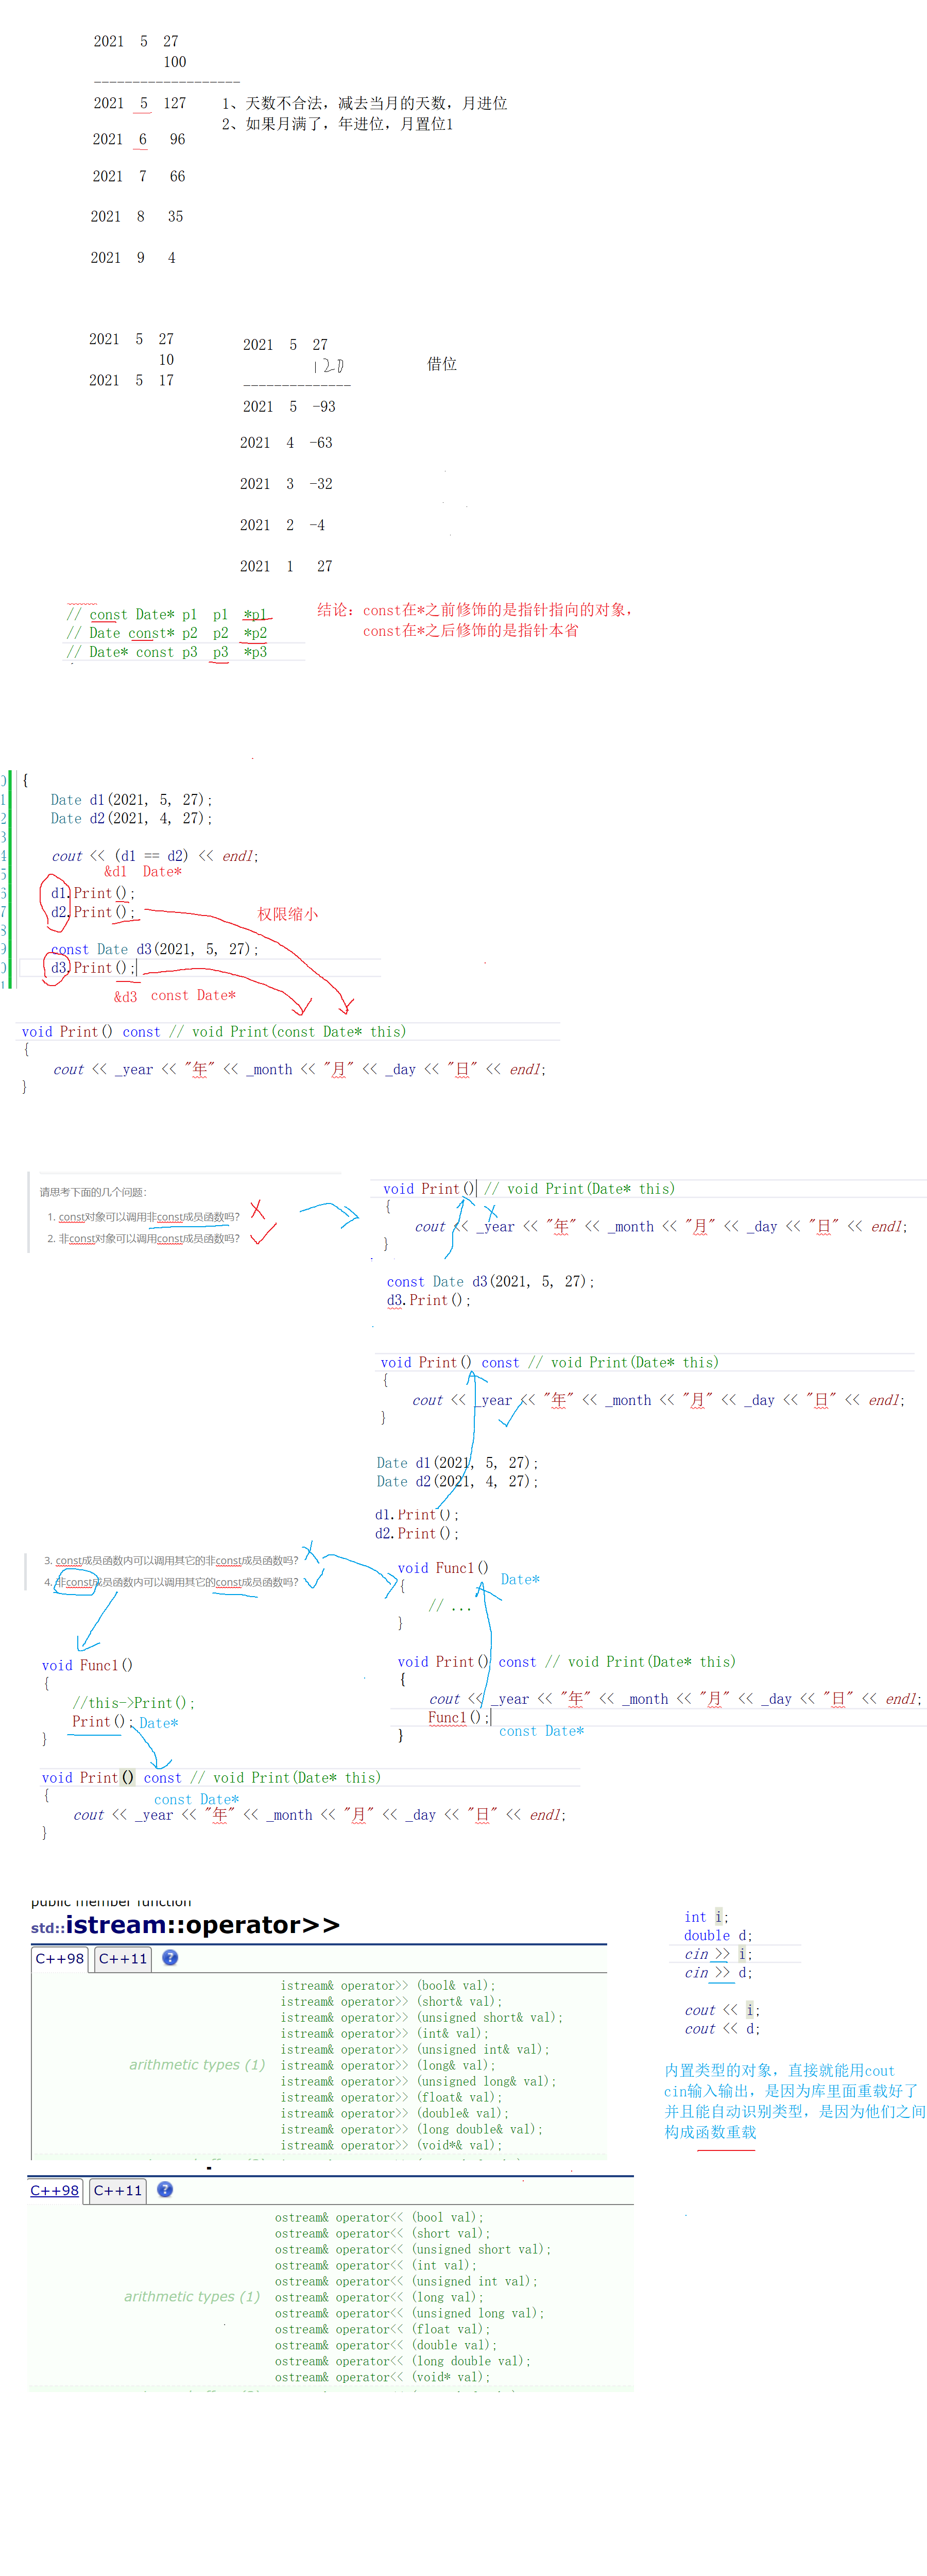 2021 5 27
100
--------------------
2021 5 127
1、天数不合法，减去当月的天数，月进位
2、如果月满了，年进位，月置位1
2021 6 96
2021 7 66
2021 8 35
2021 9 4
2021 5 27
10
2021 5 17
2021 5 27
120
--------------
2021 5 -93
2021 4 -63
2021 3 -32
2021 2 -4
2021 1 27
借位
// const Date* p1 p1 *p1
// Date const* p2 p2 *p2
// Date* const p3 p3 *p3
结论：const在*之前修饰的是指针指向的对象，
const在*之后修饰的是指针本省
{
Date d1(2021, 5, 27);
Date d2(2021, 4, 27);
cout << (d1 == d2) << endl;
&d1 Date*
d1.Print();
d2.Print();
权限缩小
const Date d3(2021, 5, 27);
d3.Print();
&d3 const Date*
void Print() const // void Print(const Date* this)
{
cout << _year << "年" << _month << "月" << _day << "日" << endl;
}
请思考下面的几个问题：
1. const对象可以调用非const成员函数吗？
2. 非const对象可以调用const成员函数吗？
void Print() // void Print(Date* this)
{
cout << _year << "年" << _month << "月" << _day << "日" << endl;
}
const Date d3(2021, 5, 27);
d3.Print();
void Print() const // void Print(Date* this)
{
cout << _year << "年" << _month << "月" << _day << "日" << endl;
}
Date d1(2021, 5, 27);
Date d2(2021, 4, 27);
d1.Print();
d2.Print();
3. const成员函数内可以调用其它的非const成员函数吗？
4. 非const成员函数内可以调用其它的const成员函数吗？
void Func1()
{
//this->Print();
Print(); Date*
}
void Print() const // void Print(Date* this)
{
const Date*
cout << _year << "年" << _month << "月" << _day << "日" << endl;
}
void Func1()
Date*
{
// ...
}
void Print() const // void Print(Date* this)
{
cout << _year << "年" << _month << "月" << _day << "日" << endl;
Func1();
const Date*
}
public member function
std::istream::operator>>
C++98 C++11 ?
arithmetic types (1)
istream& operator>> (bool& val);
istream& operator>> (short& val);
istream& operator>> (unsigned short& val);
istream& operator>> (int& val);
istream& operator>> (unsigned int& val);
istream& operator>> (long& val);
istream& operator>> (unsigned long& val);
istream& operator>> (float& val);
istream& operator>> (double& val);
istream& operator>> (long double& val);
istream& operator>> (void*& val);
int i;
double d;
cin >> i;
cin >> d;
cout << i;
cout << d;
内置类型的对象，直接就能用cout
cin输入输出，是因为库里面重载好了
并且能自动识别类型，是因为他们之间
构成函数重载
C++98 C++11 ?
arithmetic types (1)
ostream& operator<< (bool val);
ostream& operator<< (short val);
ostream& operator<< (unsigned short val);
ostream& operator<< (int val);
ostream& operator<< (unsigned int val);
ostream& operator<< (long val);
ostream& operator<< (unsigned long val);
ostream& operator<< (float val);
ostream& operator<< (double val);
ostream& operator<< (long double val);
ostream& operator<< (void* val);